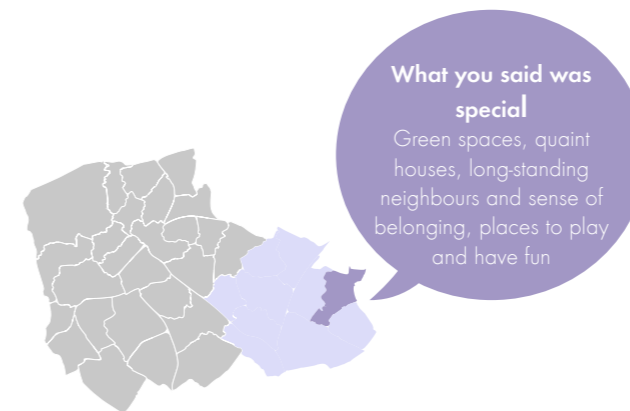 What you said was
special
Green spaces, quaint
houses, long-standing
neighbours and sense of
belonging, places to play
and have fun